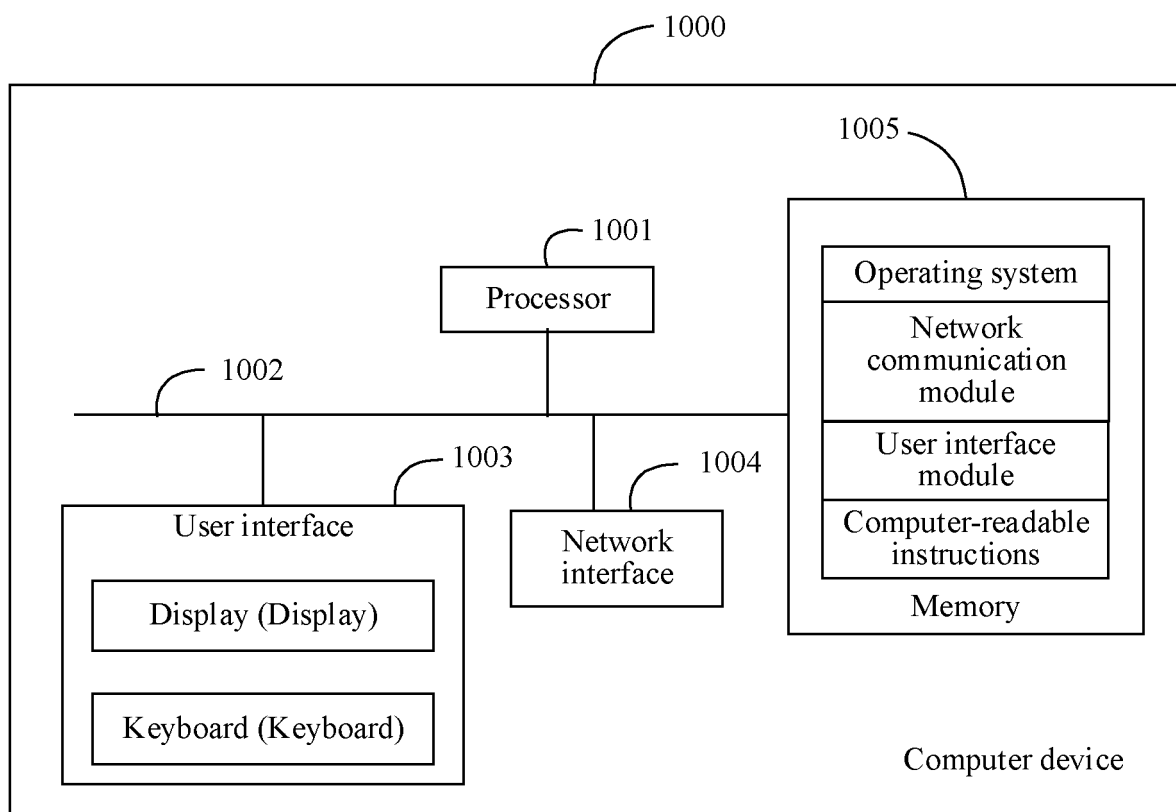 1000
1005
1001
Processor
Operating system
Network
communication
module
1002
User interface
module
1003
1004
User interface
Network
interface
Computer-readable
instructions
Display (Display)
Memory
Keyboard (Keyboard)
Computer device